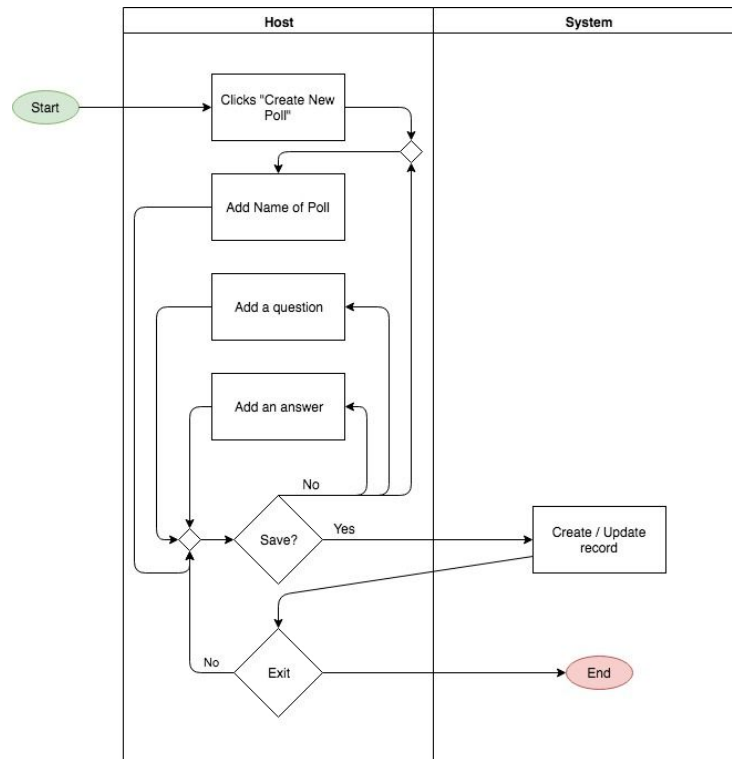 Host
System
Start
Clicks "Create New
Poll"
Add Name of Poll
Add a question
Add an answer
No
Save?
Yes
Create / Update
record
No
Exit
End